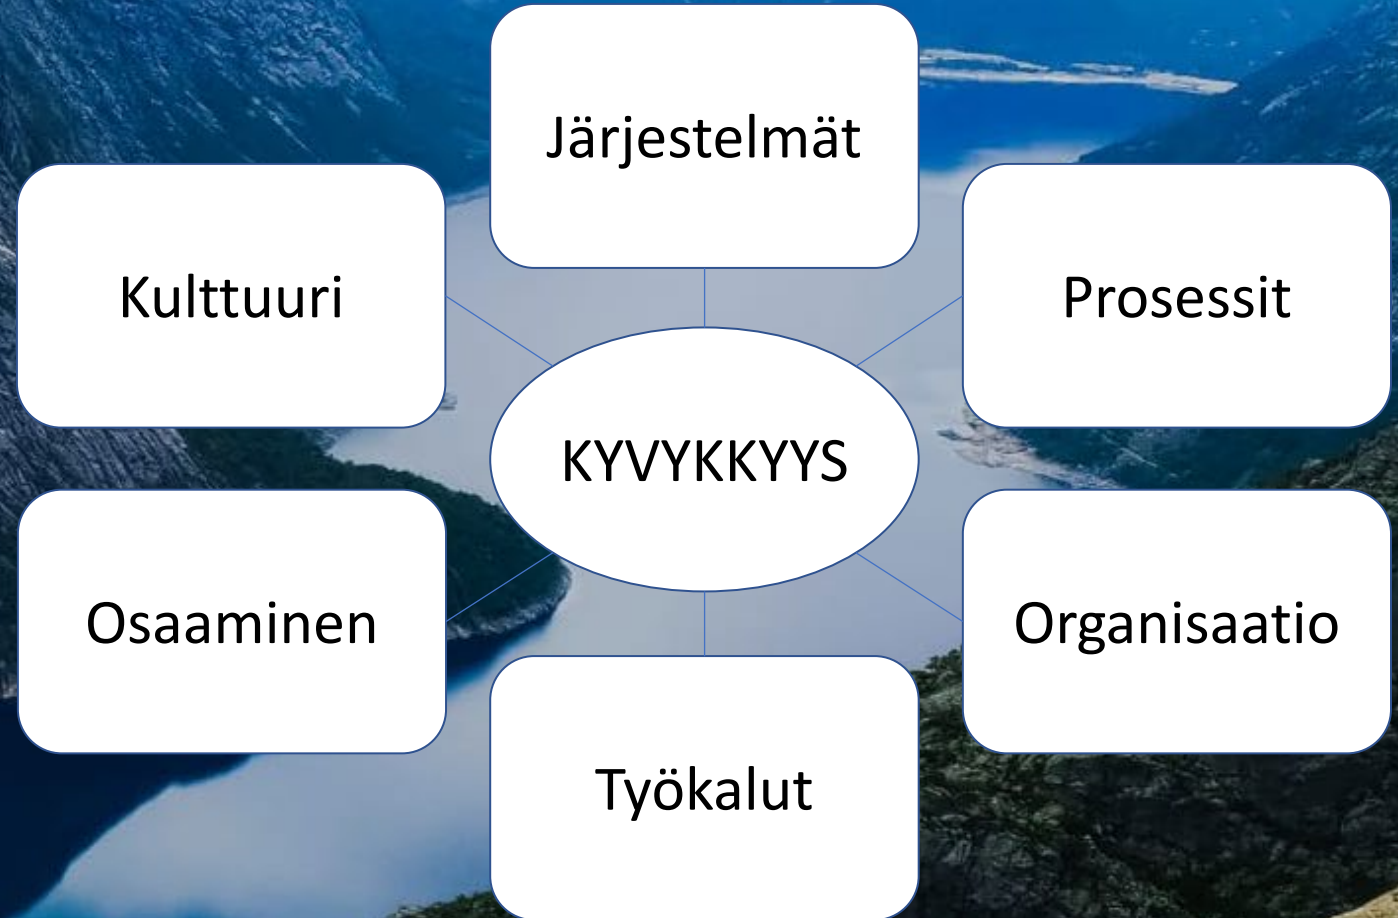 Järjestelmät
Kulttuuri
Prosessit
KYVYKKYYS
Osaaminen
Organisaatio
Työkalut